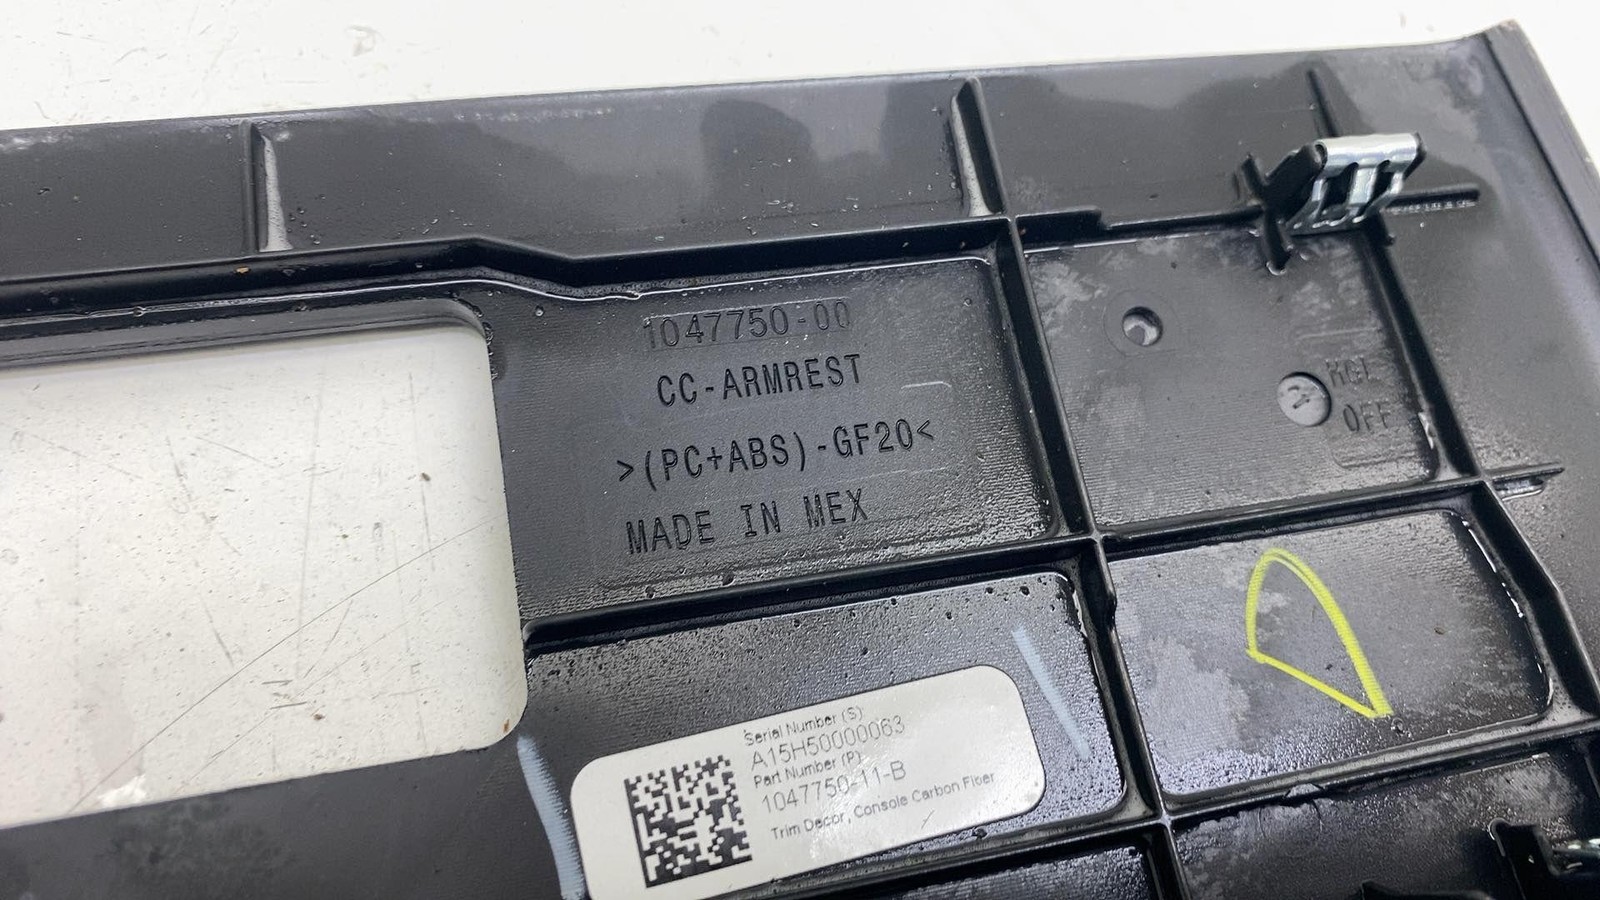 1047750-00
CC-ARMREST
>(PC+ABS)-GF20<
MADE IN MEX
OFF
Serial Number (S)
A15H50000063
Part Number (P)
1047750-11-B
Trim Decor, Console Carbon Fiber